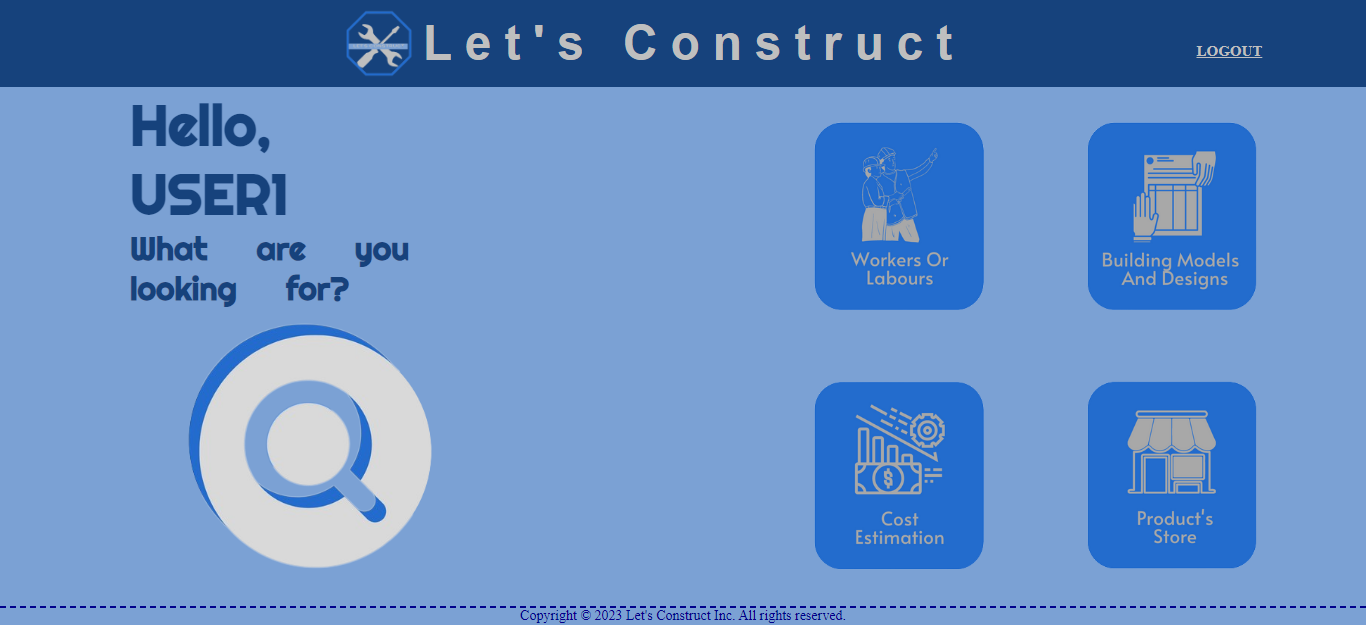 Let's Construct
LOGOUT
Hello,
USER1
What are you
looking for?
Workers Or
Labours
Building Models
And Designs
$
Cost
Estimation
Product's
Store
Copyright © 2023 Let's Construct Inc. All rights reserved.